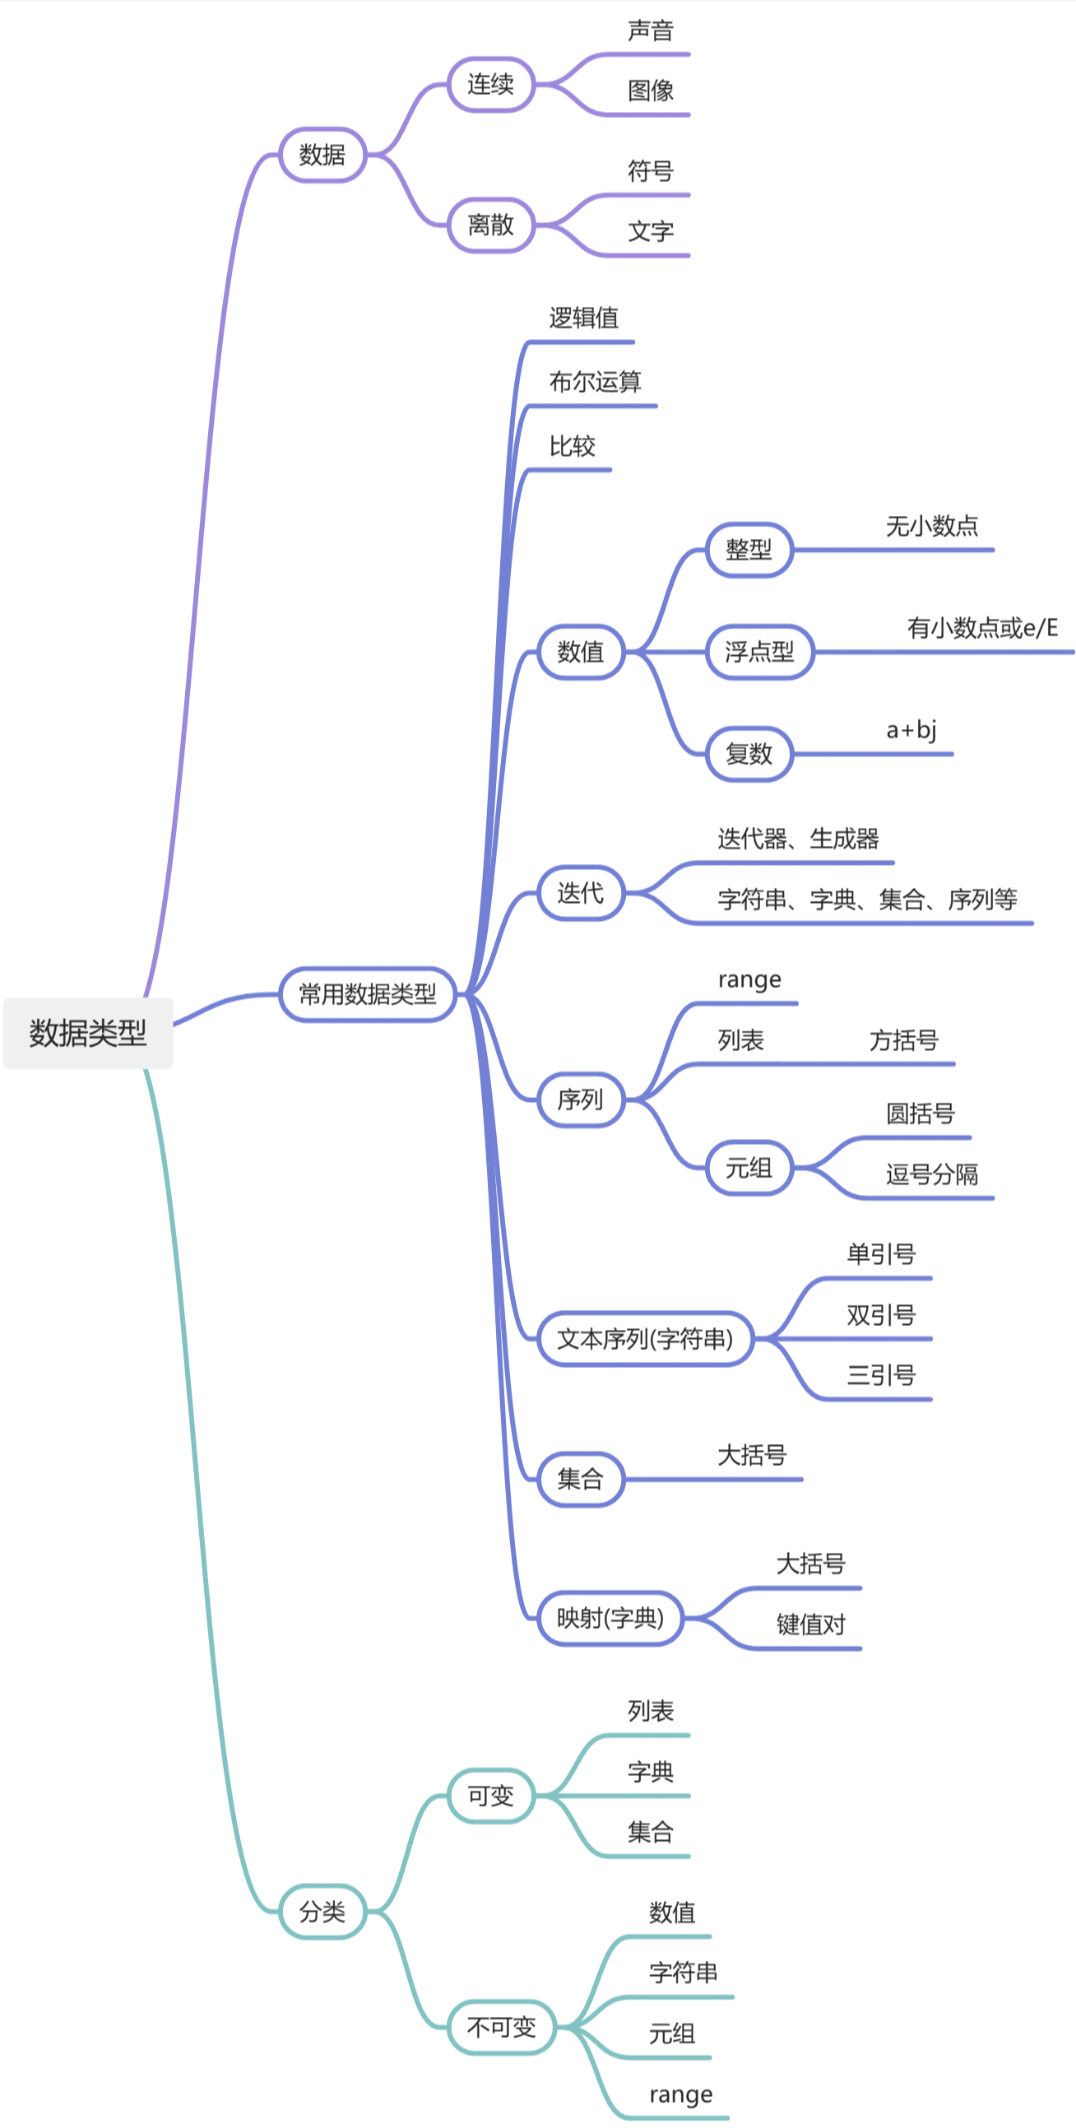 数据类型
数据
连续
声音
图像
离散
符号
文字
常用数据类型
逻辑值
布尔运算
比较
数值
整型
无小数点
浮点型
有小数点或e/E
复数
a+bj
迭代
迭代器、生成器
字符串、字典、集合、序列等
序列
range
列表
方括号
元组
圆括号
逗号分隔
文本序列(字符串)
单引号
双引号
三引号
集合
大括号
映射(字典)
大括号
键值对
分类
可变
列表
字典
集合
不可变
数值
字符串
元组
range